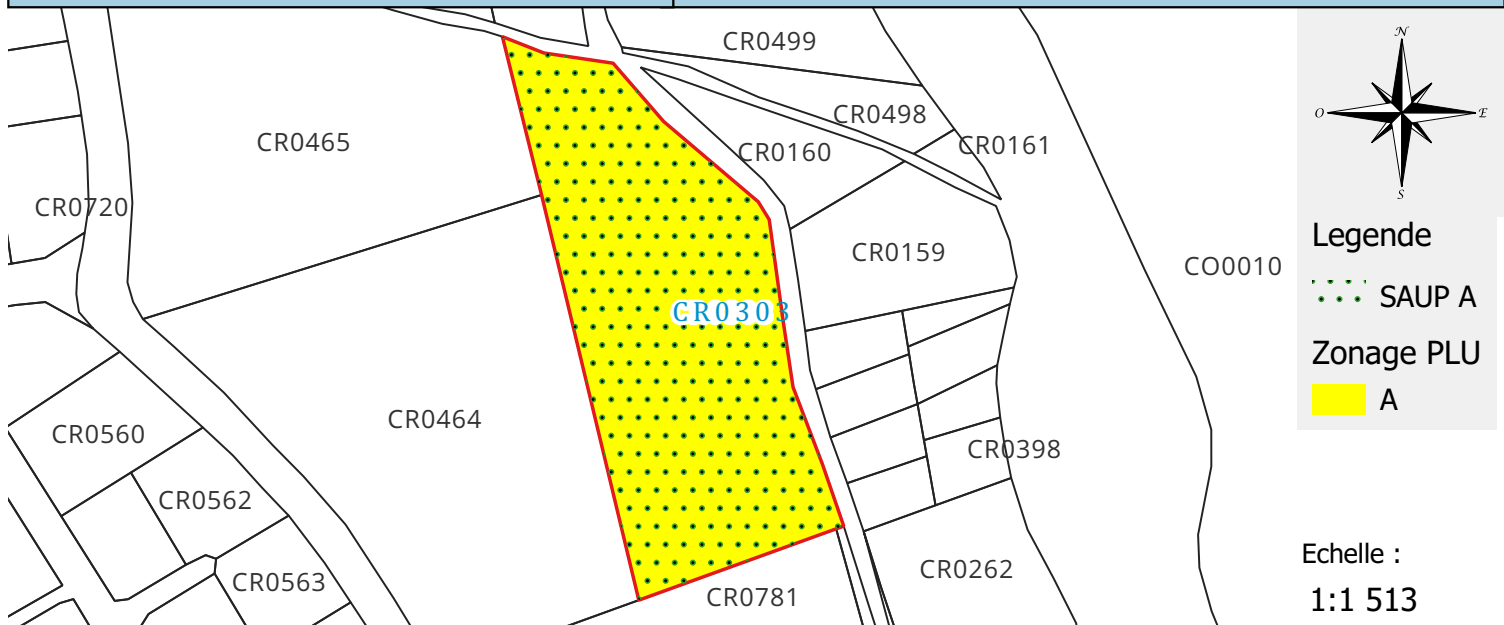 CR0499
CR0498
CR0465
CR0160
CR0161
CR0720
CR0159
CO0010
CR0303
CR0464
CR0560
CR0398
CR0562
CR0262
CR0563
CR0781
N
O
E
S
Legende
SAUP A
Zonage PLU
A
Echelle :
1:1 513